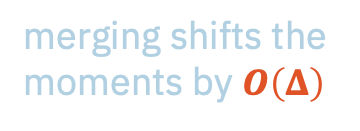 merging shifts the
moments by O(Δ)